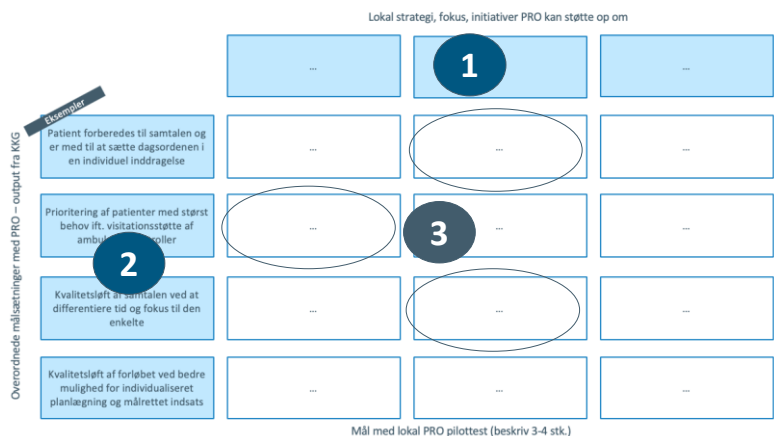 Lokal strategi, fokus, initiativer PRO kan støtte op om
...
1
...
...
Eksempler
Overordnede målsætninger med PRO – output fra KKG
Patient forberedes til samtalen og
er med til at sætte dagsordenen i
en individuel inddragelse
...
...
...
Prioritering af patienter med størst
behov ift. visitationsstøtte af
...
3
...
...
2
Kvalitetsløft af samtalen ved at
differentiere tid og fokus til den
enkelte
...
...
...
Kvalitetsløft af forløbet ved bedre
mulighed for individualiseret
planlægning og målrettet indsats
...
...
...
Mål med lokal PRO pilottest (beskriv 3-4 stk.)